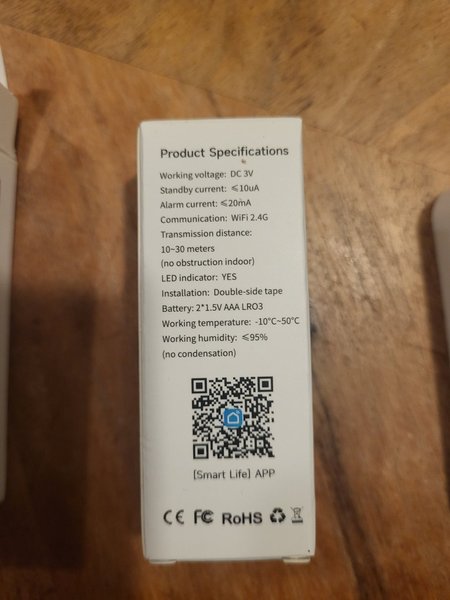 Product Specifications
Working voltage: DC 3V
Standby current: ≤10uA
Alarm current: ≤20mA
Communication: WiFi 2.4G
Transmission distance:
10~30 meters
(no obstruction indoor)
LED indicator: YES
Installation: Double-side tape
Battery: 2*1.5V AAA LRO3
Working temperature: -10°C~50°C
Working humidity: ≤95%
(no condensation)
[Smart Life] APP
CE FC RoHS